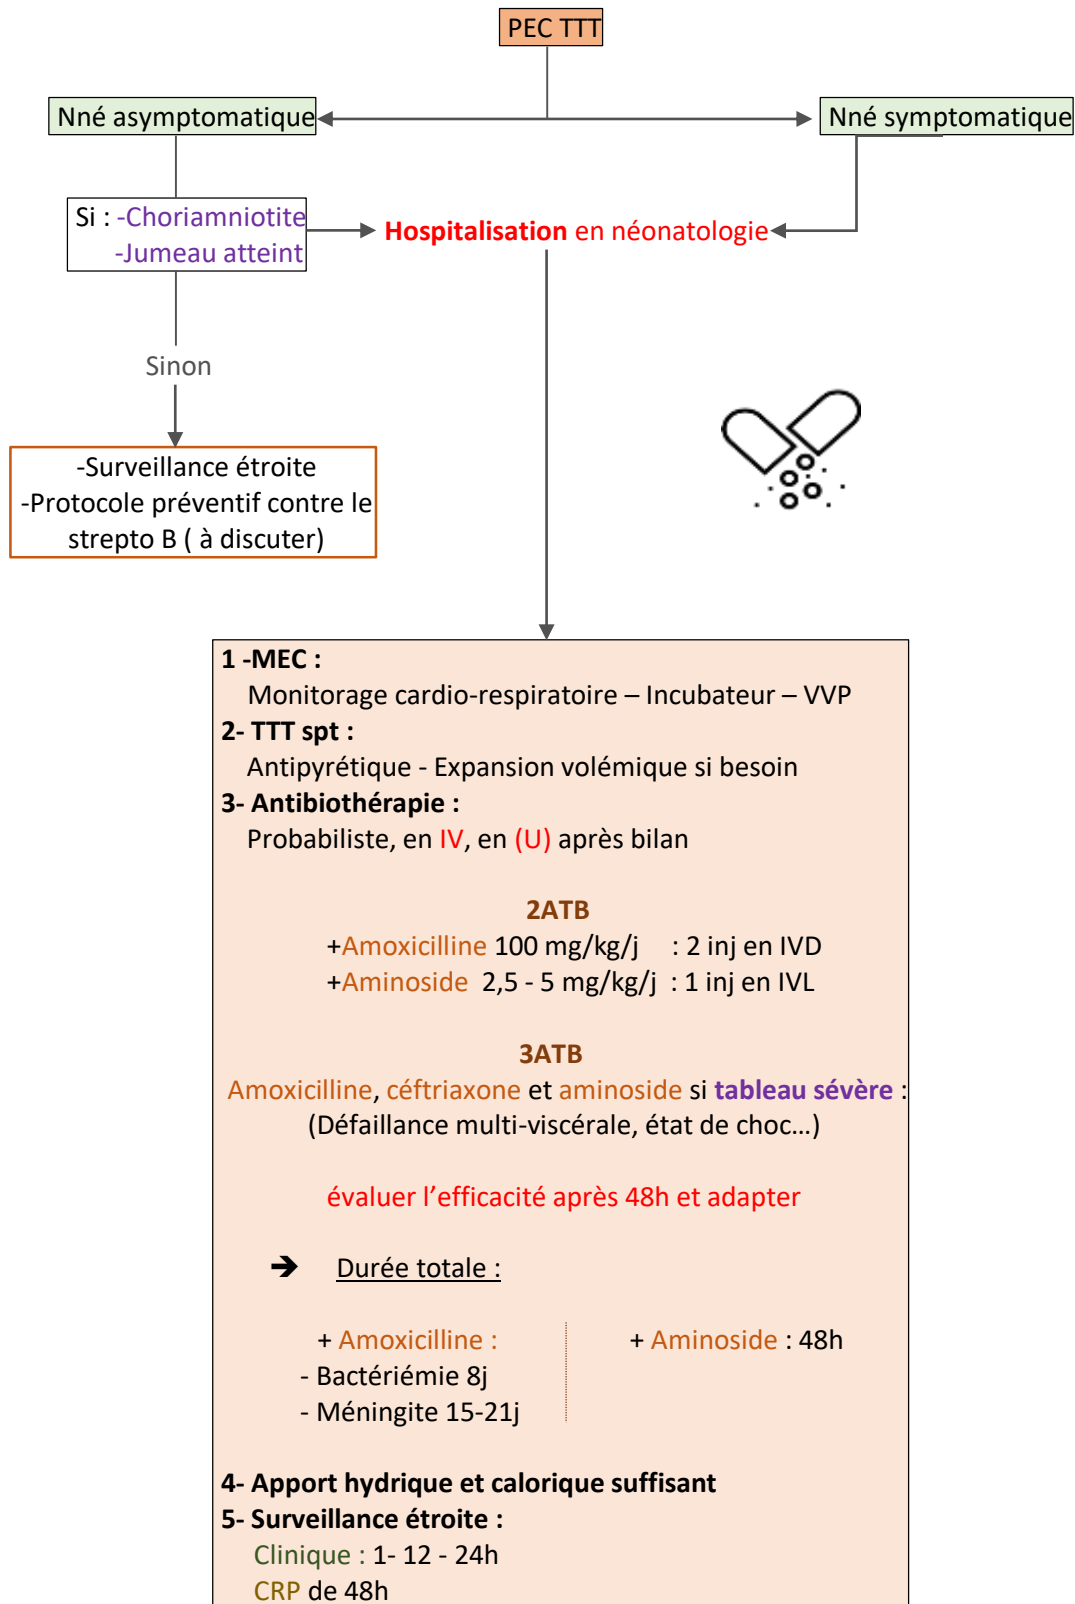 PEC TTT
Nné asymptomatique
Nné symptomatique
Si : -Choriamniotite
-Jumeau atteint
Hospitalisation en néonatologie
Sinon
-Surveillance étroite
-Protocole préventif contre le
strepto B ( à discuter)
1 -MEC :
Monitorage cardio-respiratoire – Incubateur – VVP
2- TTT spt :
Antipyrétique - Expansion volémique si besoin
3- Antibiothérapie :
Probabiliste, en IV, en (U) après bilan
2ATB
+Amoxicilline 100 mg/kg/j : 2 inj en IVD
+Aminoside 2,5 - 5 mg/kg/j : 1 inj en IVL
3ATB
Amoxicilline, céftriaxone et aminoside si tableau sévère :
(Défaillance multi-viscérale, état de choc…)
évaluer l’efficacité après 48h et adapter
➔ Durée totale :
+ Amoxicilline :
- Bactériémie 8j
- Méningite 15-21j
+ Aminoside : 48h
4- Apport hydrique et calorique suffisant
5- Surveillance étroite :
Clinique : 1- 12 - 24h
CRP de 48h